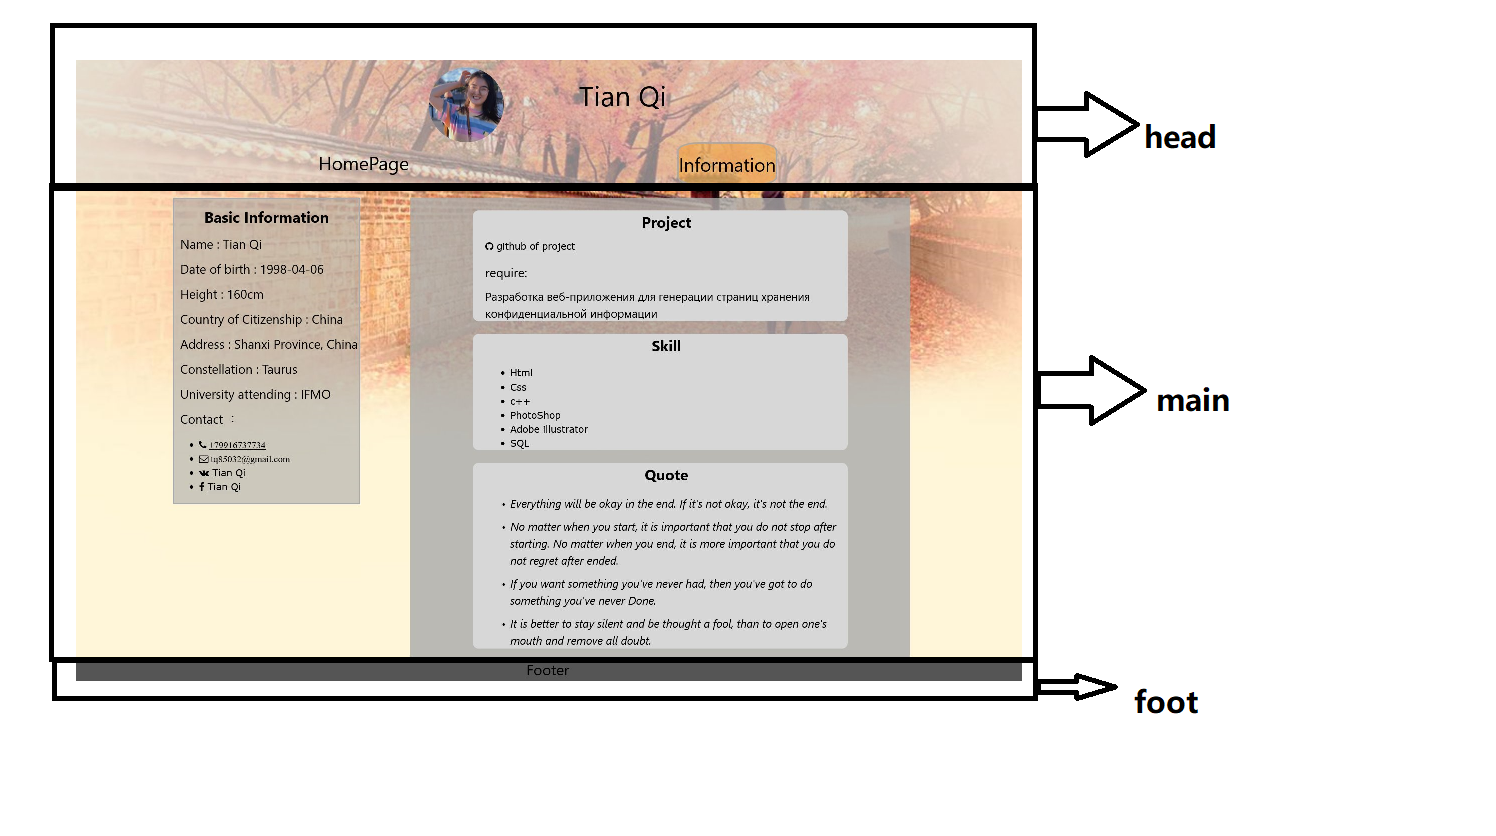 Tian Qi
HomePage
Information
head
Basic Information
Name : Tian Qi
Date of birth : 1998-04-06
Height : 160cm
Country of Citizenship : China
Address : Shanxi Province, China
Constellation : Taurus
University attending : IFMO
Contact ：
• +79916737734
• tq85032@gmail.com
• Tian Qi
• Tian Qi
Project
github of project
require:
Разработка веб-приложения для генерации страниц хранения
конфиденциальной информации
Skill
• Html
• Css
• c++
• PhotoShop
• Adobe Illustrator
• SQL
Quote
• Everything will be okay in the end. If it's not okay, it's not the end.
• No matter when you start, it is important that you do not stop after
starting. No matter when you end, it is more important that you do
not regret after ended.
• If you want something you've never had, then you've got to do
something you've never Done.
• It is better to stay silent and be thought a fool, than to open one's
mouth and remove all doubt.
main
Footer
foot